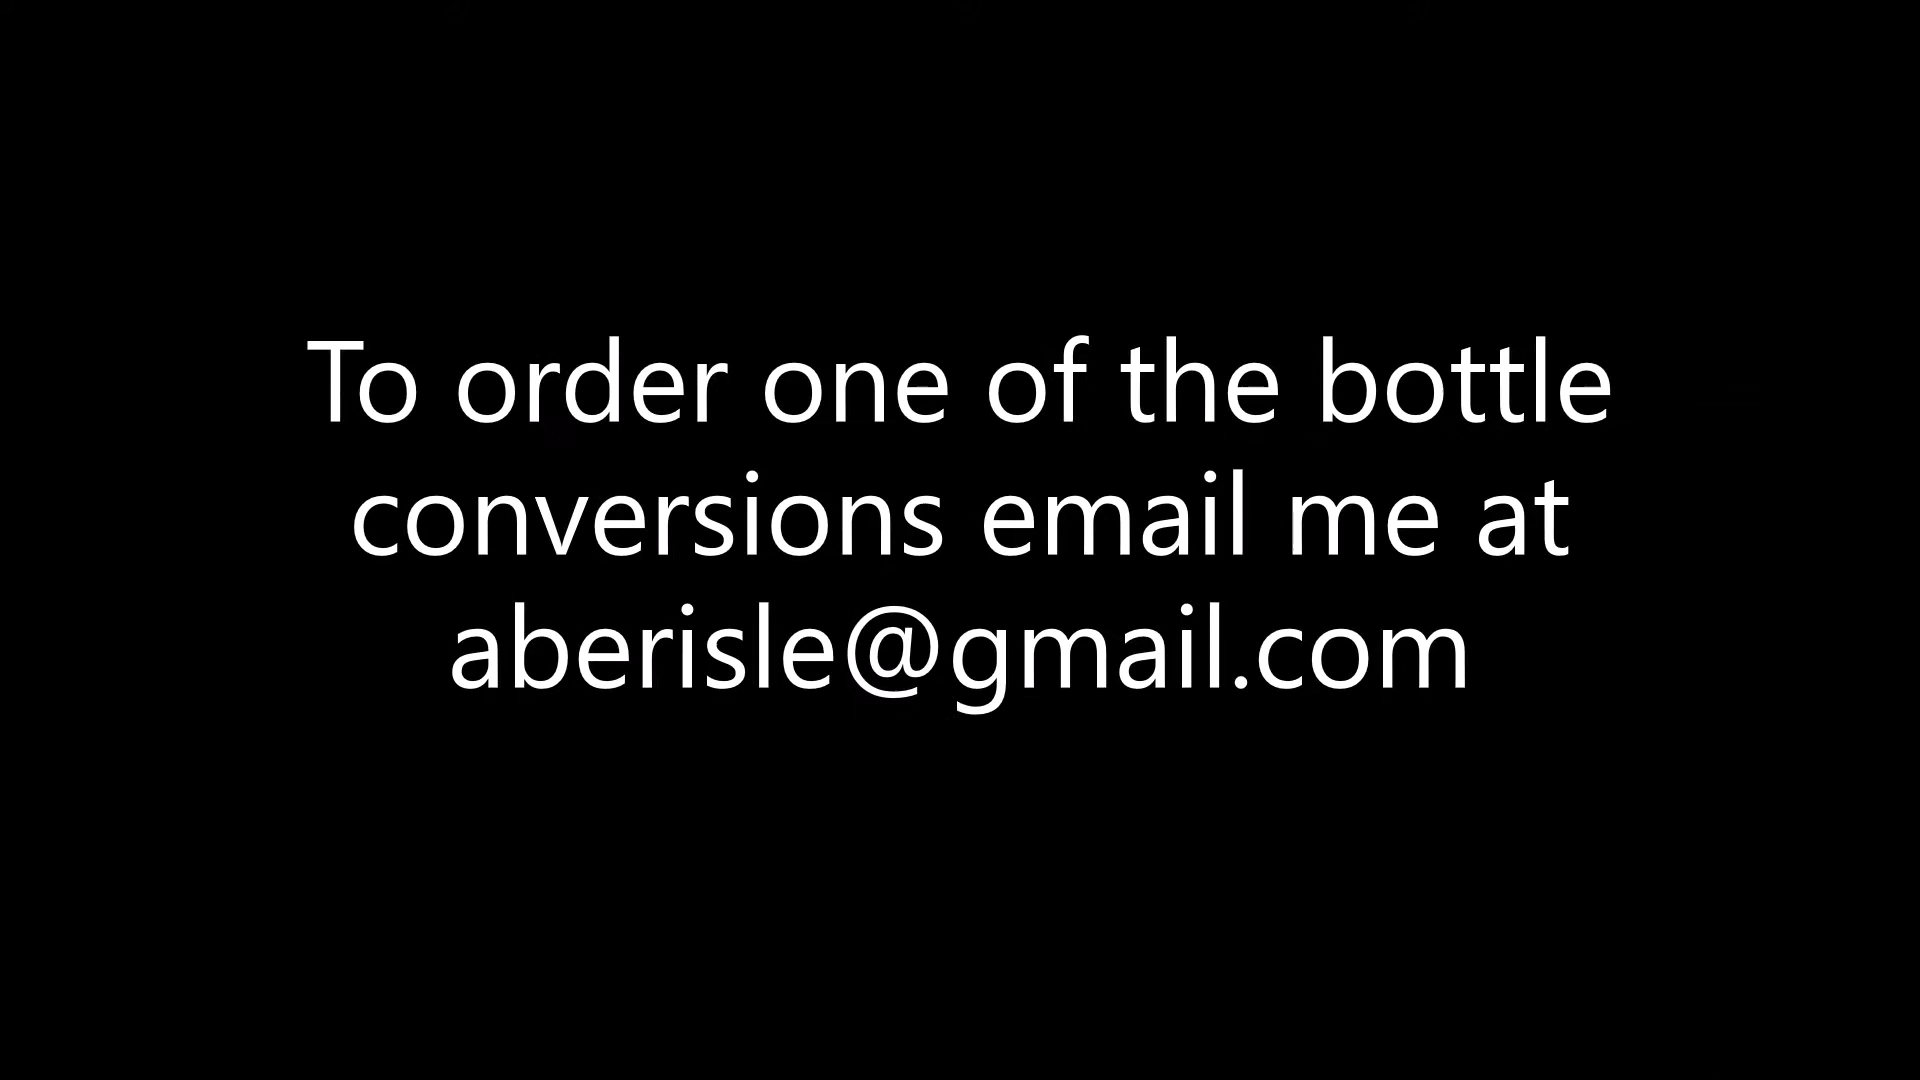 To order one of the bottle
conversions email me at
aberisle@gmail.com